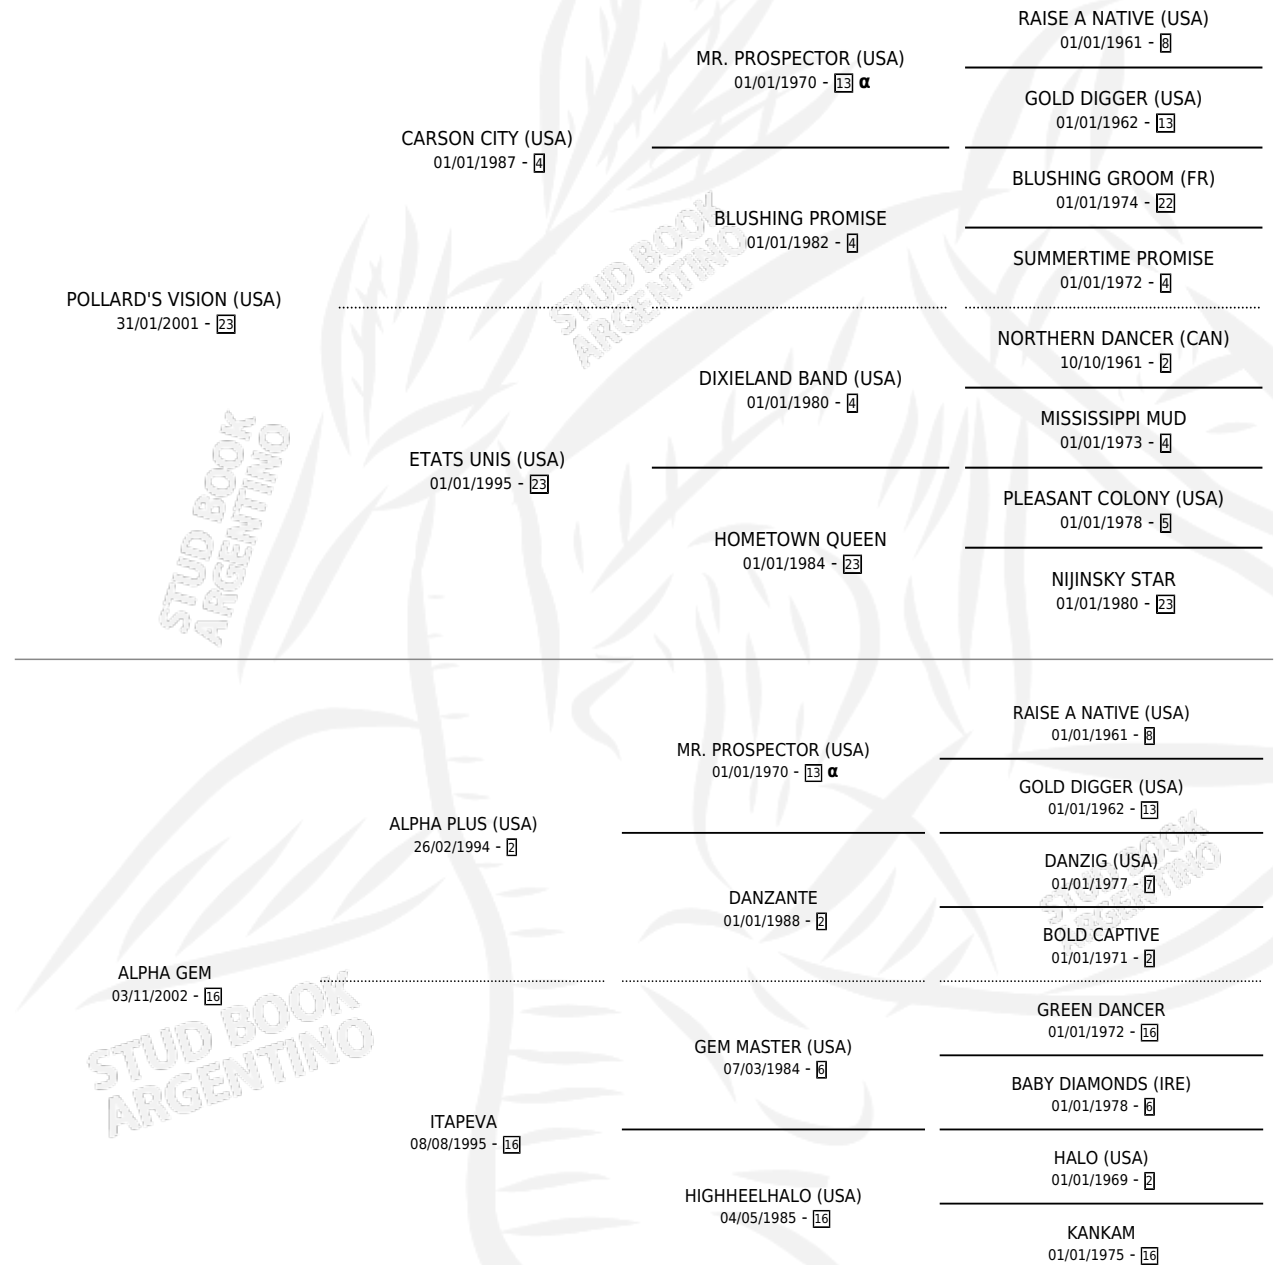 RAISE A NATIVE (USA)
01/01/1961 - 8
MR. PROSPECTOR (USA)
01/01/1970 - 13 α
GOLD DIGGER (USA)
01/01/1962 - 13
CARSON CITY (USA)
01/01/1987 - 4
BLUSHING GROOM (FR)
01/01/1974 - 22
BLUSHING PROMISE
01/01/1982 - 4
SUMMERTIME PROMISE
01/01/1972 - 4
POLLARD'S VISION (USA)
31/01/2001 - 23
STUD BOOK
ARGENTINO
NORTHERN DANCER (CAN)
10/10/1961 - 2
DIXIELAND BAND (USA)
01/01/1980 - 4
MISSISSIPPI MUD
01/01/1973 - 4
ETATS UNIS (USA)
01/01/1995 - 23
STUD BOOK
ARGENTINO
PLEASANT COLONY (USA)
01/01/1978 - 5
HOMETOWN QUEEN
01/01/1984 - 23
NIJINSKY STAR
01/01/1980 - 23
RAISE A NATIVE (USA)
01/01/1961 - 8
MR. PROSPECTOR (USA)
01/01/1970 - 13 α
GOLD DIGGER (USA)
01/01/1962 - 13
ALPHA PLUS (USA)
26/02/1994 - 2
STUD BOOK
ARGENTINO
DANZIG (USA)
01/01/1977 - 7
DANZANTE
01/01/1988 - 2
BOLD CAPTIVE
01/01/1971 - 2
ALPHA GEM
03/11/2002 - 16
STUD BOOK
ARGENTINO
GREEN DANCER
01/01/1972 - 16
GEM MASTER (USA)
07/03/1984 - 6
BABY DIAMONDS (IRE)
01/01/1978 - 6
ITAPEVA
08/08/1995 - 16
HALO (USA)
01/01/1969 - 2
HIGHHEELHALO (USA)
04/05/1985 - 16
KANKAM
01/01/1975 - 16